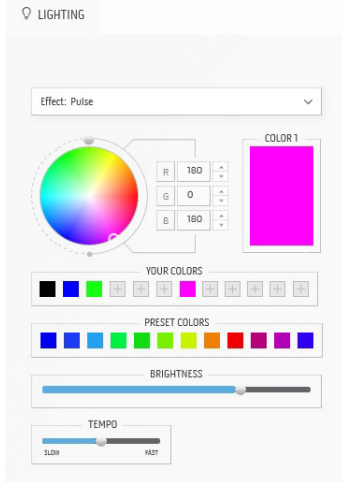 LIGHTING
Effect: Pulse
COLOR 1
R 180
G 0
B 180
YOUR COLORS
PRESET COLORS
BRIGHTNESS
TEMPO
SLOW FAST